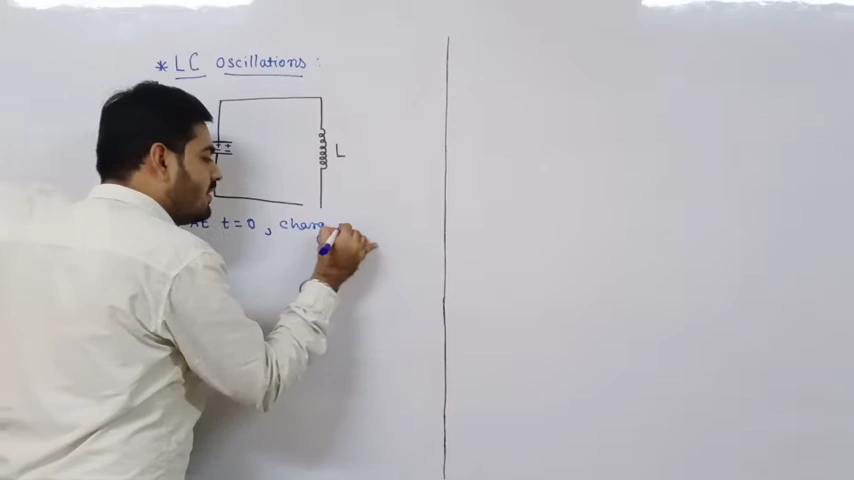 * LC Oscillations :
+ +
- -
L
At t=0, charg